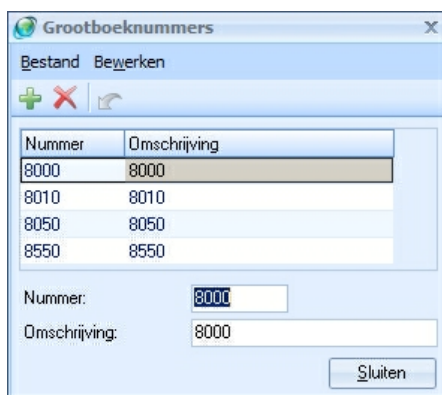 Grootboeknummers
Bestand Bewerken
Nummer Omschrijving
8000 8000
8010 8010
8050 8050
8550 8550
Nummer: 8000
Omschrijving: 8000
Sluiten